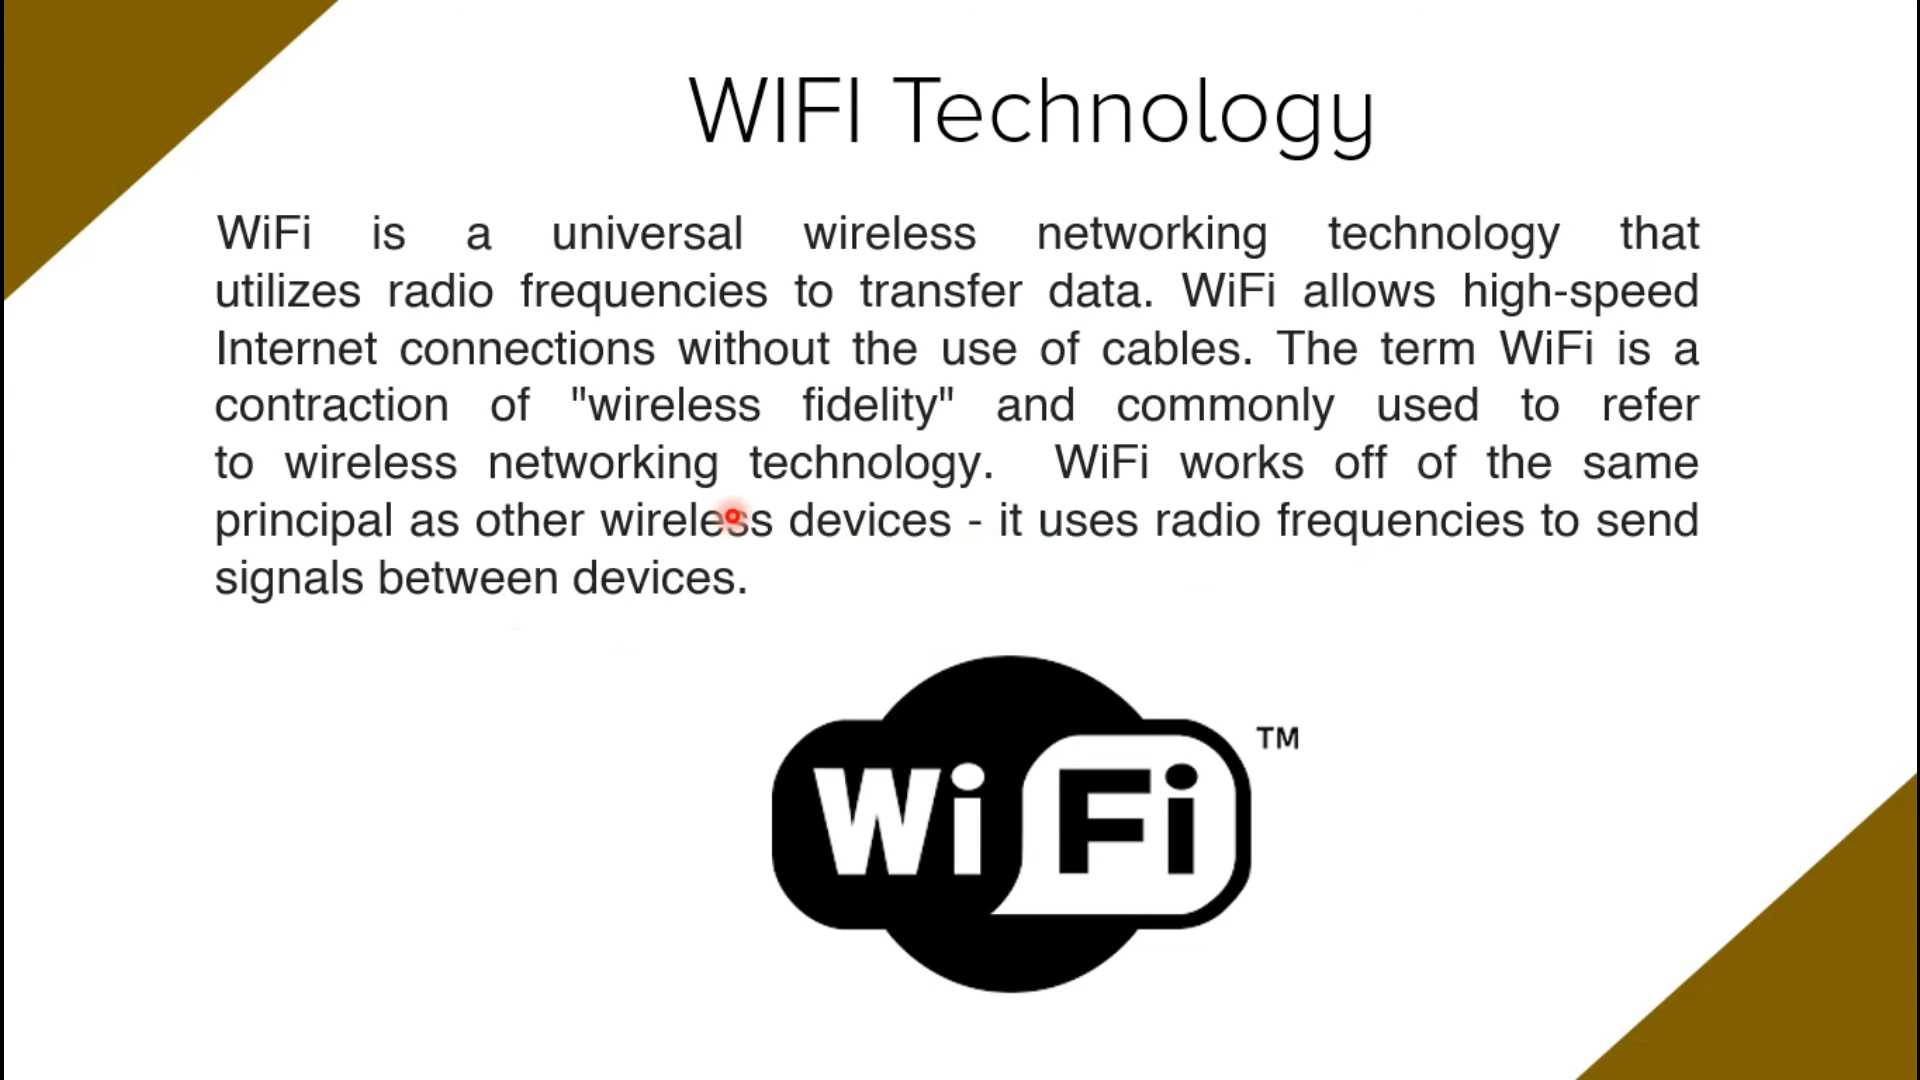 WIFI Technology
WiFi is a universal wireless networking technology that
utilizes radio frequencies to transfer data. WiFi allows high-speed
Internet connections without the use of cables. The term WiFi is a
contraction of "wireless fidelity" and commonly used to refer
to wireless networking technology. WiFi works off of the same
principal as other wireless devices - it uses radio frequencies to send
signals between devices.
Wi Fi TM